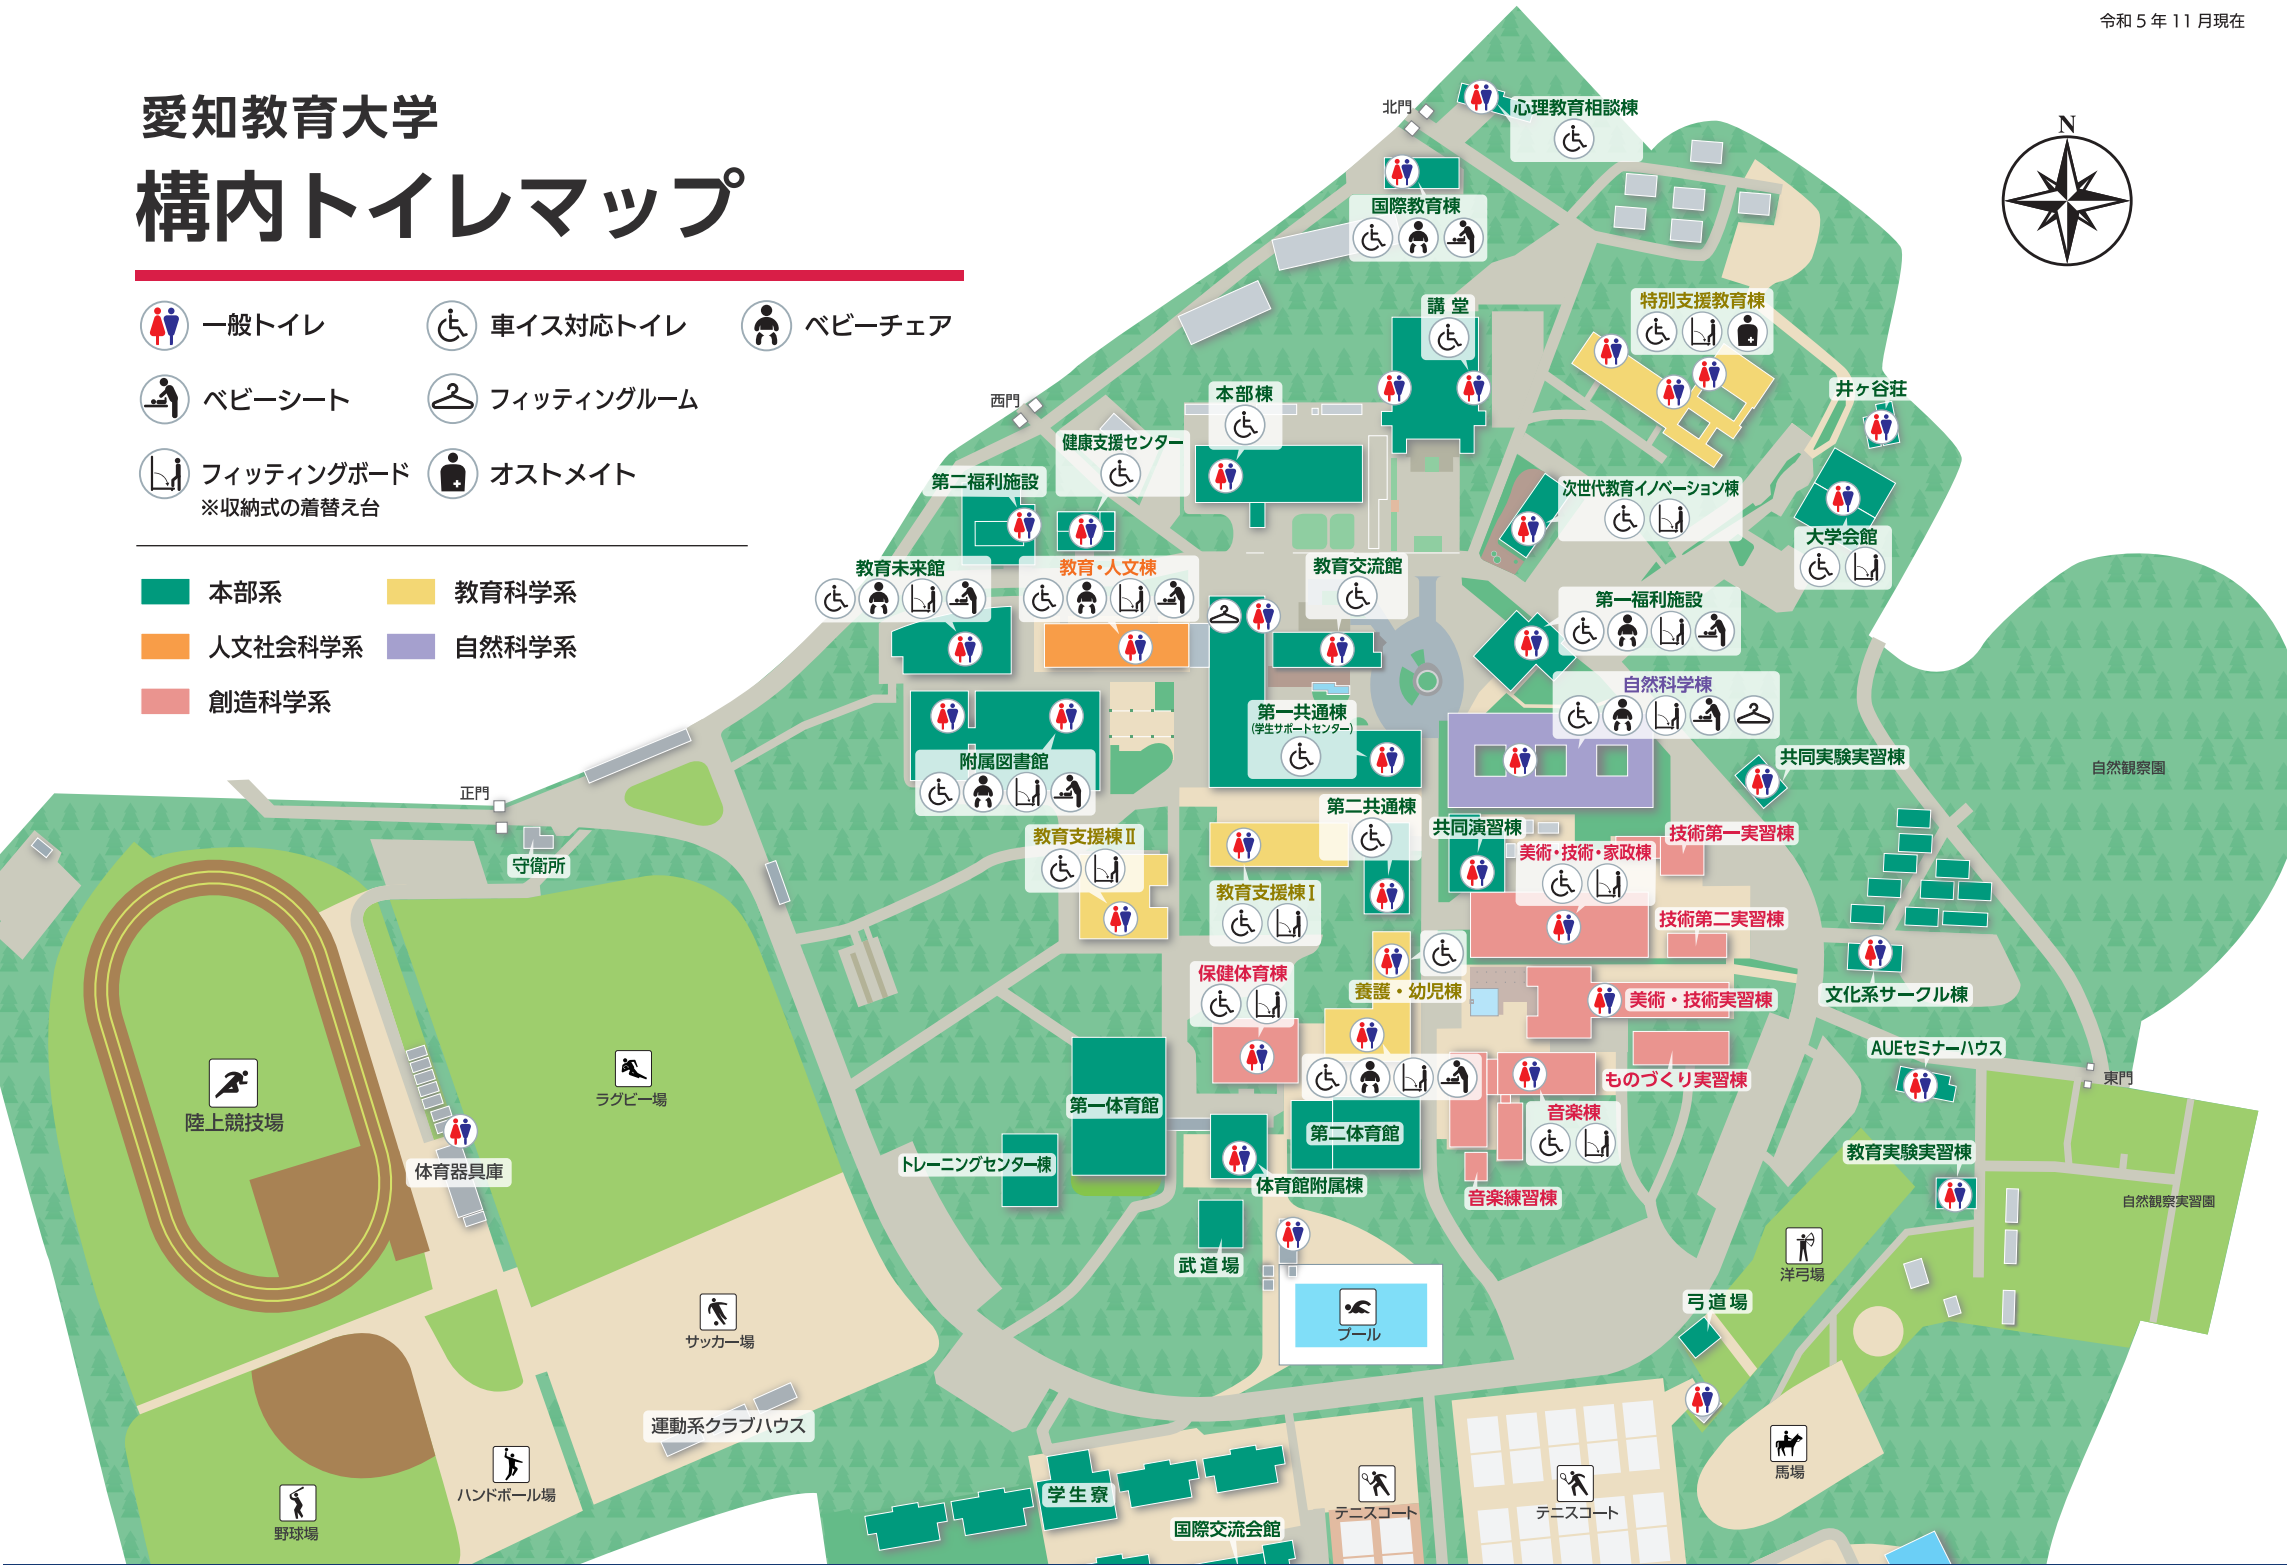 令和5年11月現在
愛知教育大学
構内トイレマップ
一般トイレ
車イス対応トイレ
ベビーチェア
ベビーシート
フィッティングルーム
フィッティングボード
※収納式の着替え台
オストメイト
本部系
教育科学系
人文社会科学系
自然科学系
創造科学系
N
北門
心理教育相談棟
国際教育棟
講堂
特別支援教育棟
井ヶ谷荘
西門
本部棟
健康支援センター
第二福利施設
次世代教育イノベーション棟
大学会館
教育未来館
教育・人文棟
教育交流館
第一福利施設
自然科学棟
第一共通棟
(学生サポートセンター)
附属図書館
共同実験実習棟
自然観察園
正門
守衛所
教育支援棟Ⅱ
第二共通棟
共同演習棟
技術第一実習棟
美術・技術・家政棟
教育支援棟Ⅰ
技術第二実習棟
保健体育棟
養護・幼児棟
美術・技術実習棟
文化系サークル棟
AUEセミナーハウス
東門
ものづくり実習棟
陸上競技場
ラグビー場
第一体育館
第二体育館
音楽棟
体育器具庫
トレーニングセンター棟
体育館附属棟
音楽練習棟
教育実験実習棟
自然観察実習園
武道場
洋弓場
弓道場
プール
サッカー場
運動系クラブハウス
馬場
ハンドボール場
野球場
学生寮
テニスコート
テニスコート
国際交流会館